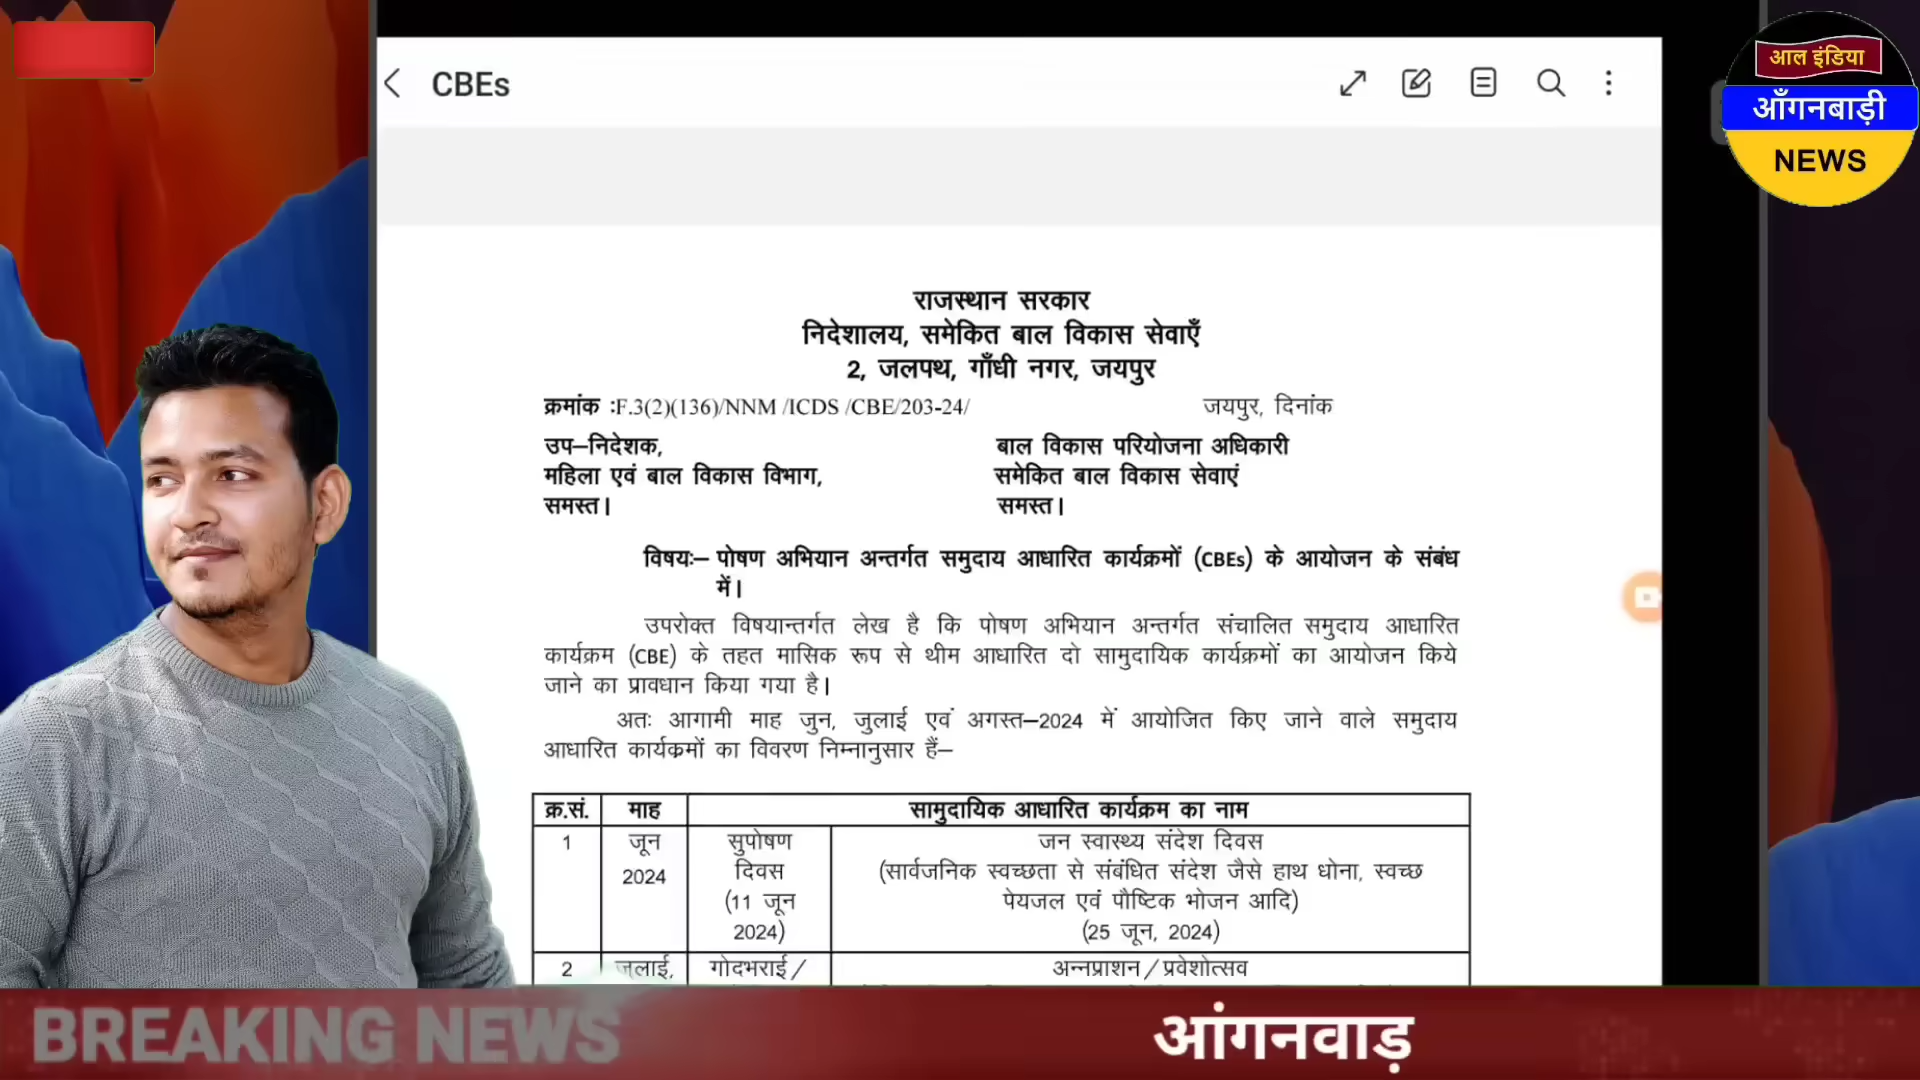 CBEs
आल इंडिया
आँगनबाड़ी
NEWS
राजस्थान सरकार
निदेशालय, समेकित बाल विकास सेवाएँ
2, जलपथ, गाँधी नगर, जयपुर
क्रमांक :F.3(2)(136)/NNM /ICDS /CBE/203-24/ जयपुर, दिनांक
उप–निदेशक, बाल विकास परियोजना अधिकारी
महिला एवं बाल विकास विभाग, समेकित बाल विकास सेवाएं
समस्त। समस्त।
विषयः– पोषण अभियान अन्तर्गत समुदाय आधारित कार्यक्रमों (CBEs) के आयोजन के संबंध
में।
उपरोक्त विषयान्तर्गत लेख है कि पोषण अभियान अन्तर्गत संचालित समुदाय आधारित
कार्यक्रम (CBE) के तहत मासिक रूप से थीम आधारित दो सामुदायिक कार्यक्रमों का आयोजन किये
जाने का प्रावधान किया गया है।
अतः आगामी माह जुन, जुलाई एवं अगस्त–2024 में आयोजित किए जाने वाले समुदाय
आधारित कार्यक्रमों का विवरण निम्नानुसार हैं–
क्र.सं. माह सामुदायिक आधारित कार्यक्रम का नाम
1 जून सुपोषण जन स्वास्थ्य संदेश दिवस
2024 दिवस (सार्वजनिक स्वच्छता से संबंधित संदेश जैसे हाथ धोना, स्वच्छ
(11 जून पेयजल एवं पौष्टिक भोजन आदि)
2024) (25 जून, 2024)
2 जुलाई, गोदभराई/ अन्नप्राशन/प्रवेशोत्सव
BREAKING NEWS
आंगनवाड़